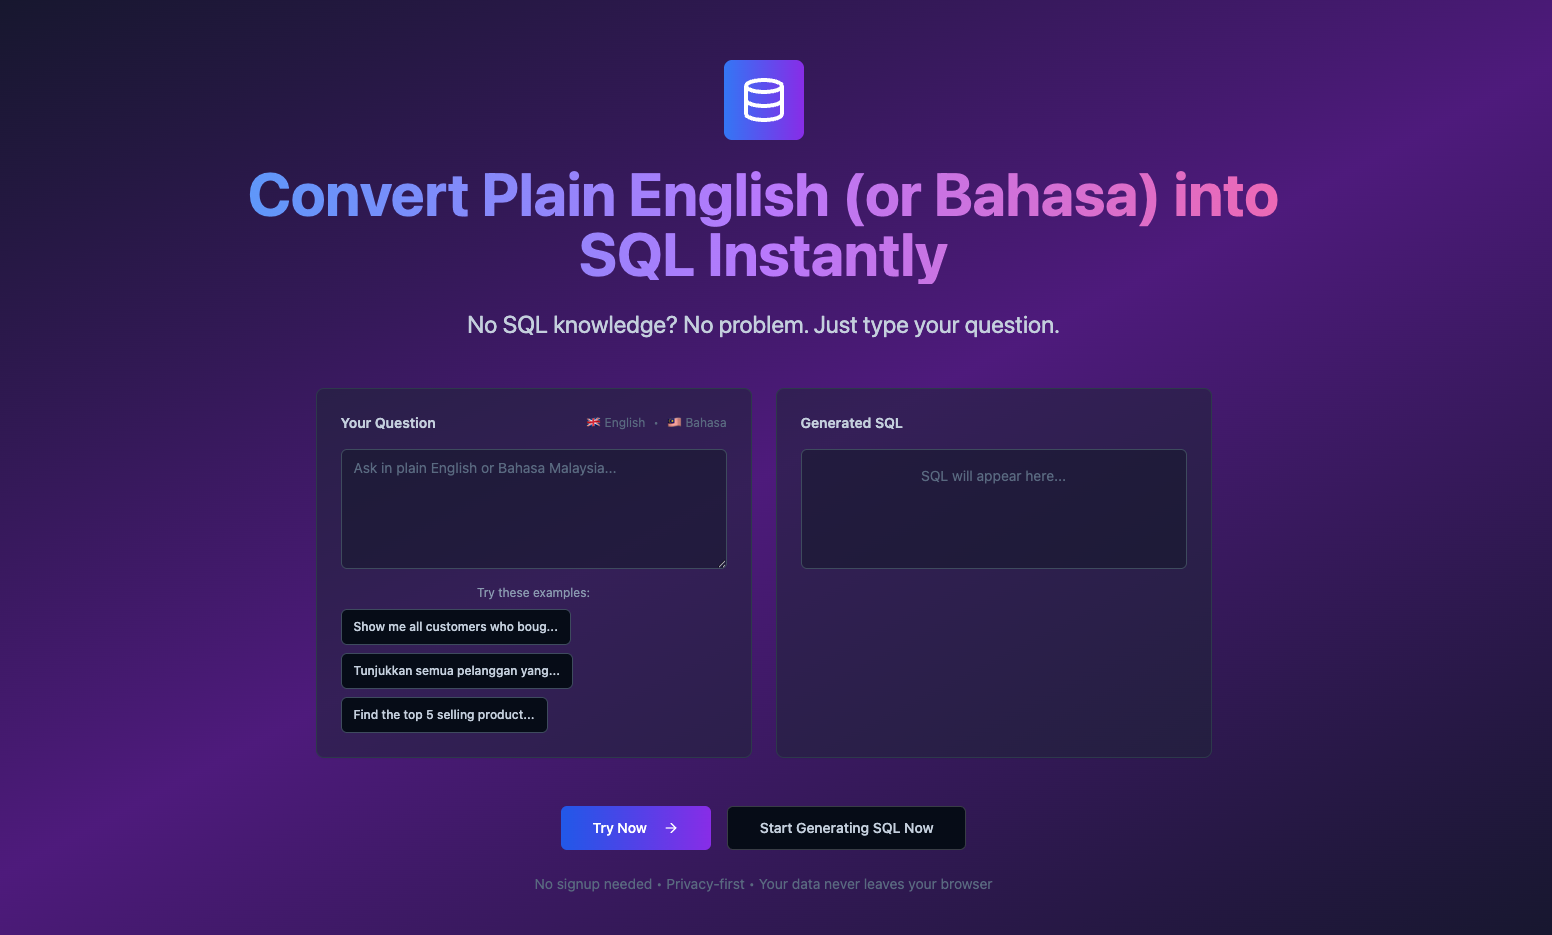 Convert Plain English (or Bahasa) into
SQL Instantly
No SQL knowledge? No problem. Just type your question.
Your Question
English • Bahasa
Ask in plain English or Bahasa Malaysia...
Try these examples:
Show me all customers who boug...
Tunjukkan semua pelanggan yang...
Find the top 5 selling product...
Generated SQL
SQL will appear here...
Try Now →
Start Generating SQL Now
No signup needed • Privacy-first • Your data never leaves your browser